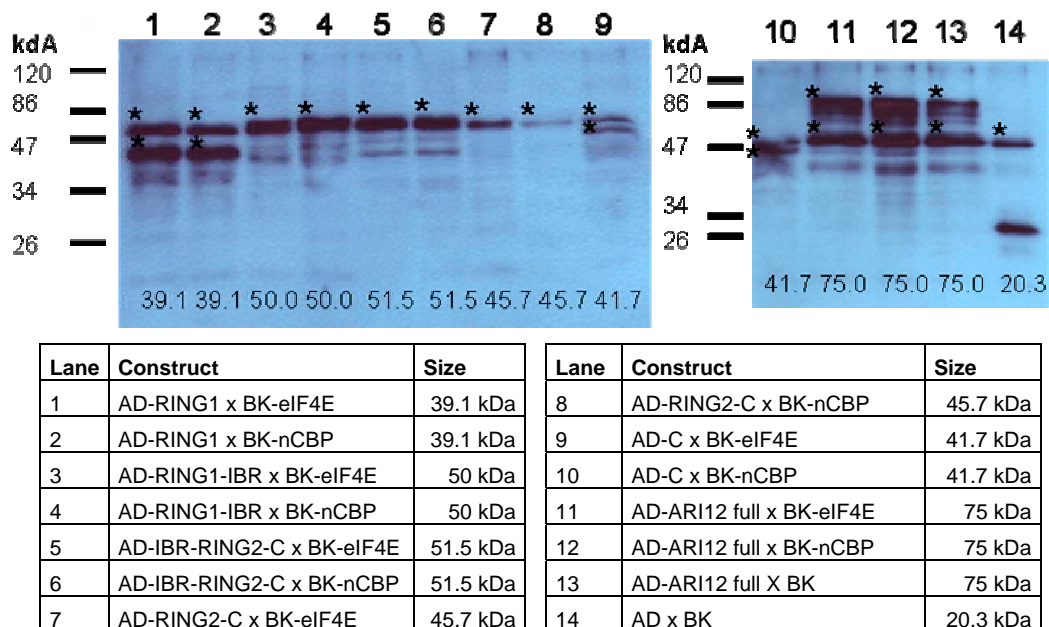 1 2 3 4 5 6 7 8 9
kdA
120
86
47
34
26
* * * * * * * * *
* * *
39.1 39.1 50.0 50.0 51.5 51.5 45.7 45.7 41.7
10 11 12 13 14
kdA
120
86
47
34
26
* * *
* * * * *
*
41.7 75.0 75.0 75.0 20.3
Lane Construct Size
1 AD-RING1 x BK-eIF4E 39.1 kDa
2 AD-RING1 x BK-nCBP 39.1 kDa
3 AD-RING1-IBR x BK-eIF4E 50 kDa
4 AD-RING1-IBR x BK-nCBP 50 kDa
5 AD-IBR-RING2-C x BK-eIF4E 51.5 kDa
6 AD-IBR-RING2-C x BK-nCBP 51.5 kDa
7 AD-RING2-C x BK-eIF4E 45.7 kDa
Lane Construct Size
8 AD-RING2-C x BK-nCBP 45.7 kDa
9 AD-C x BK-eIF4E 41.7 kDa
10 AD-C x BK-nCBP 41.7 kDa
11 AD-ARI12 full x BK-eIF4E 75 kDa
12 AD-ARI12 full x BK-nCBP 75 kDa
13 AD-ARI12 full X BK 75 kDa
14 AD x BK 20.3 kDa